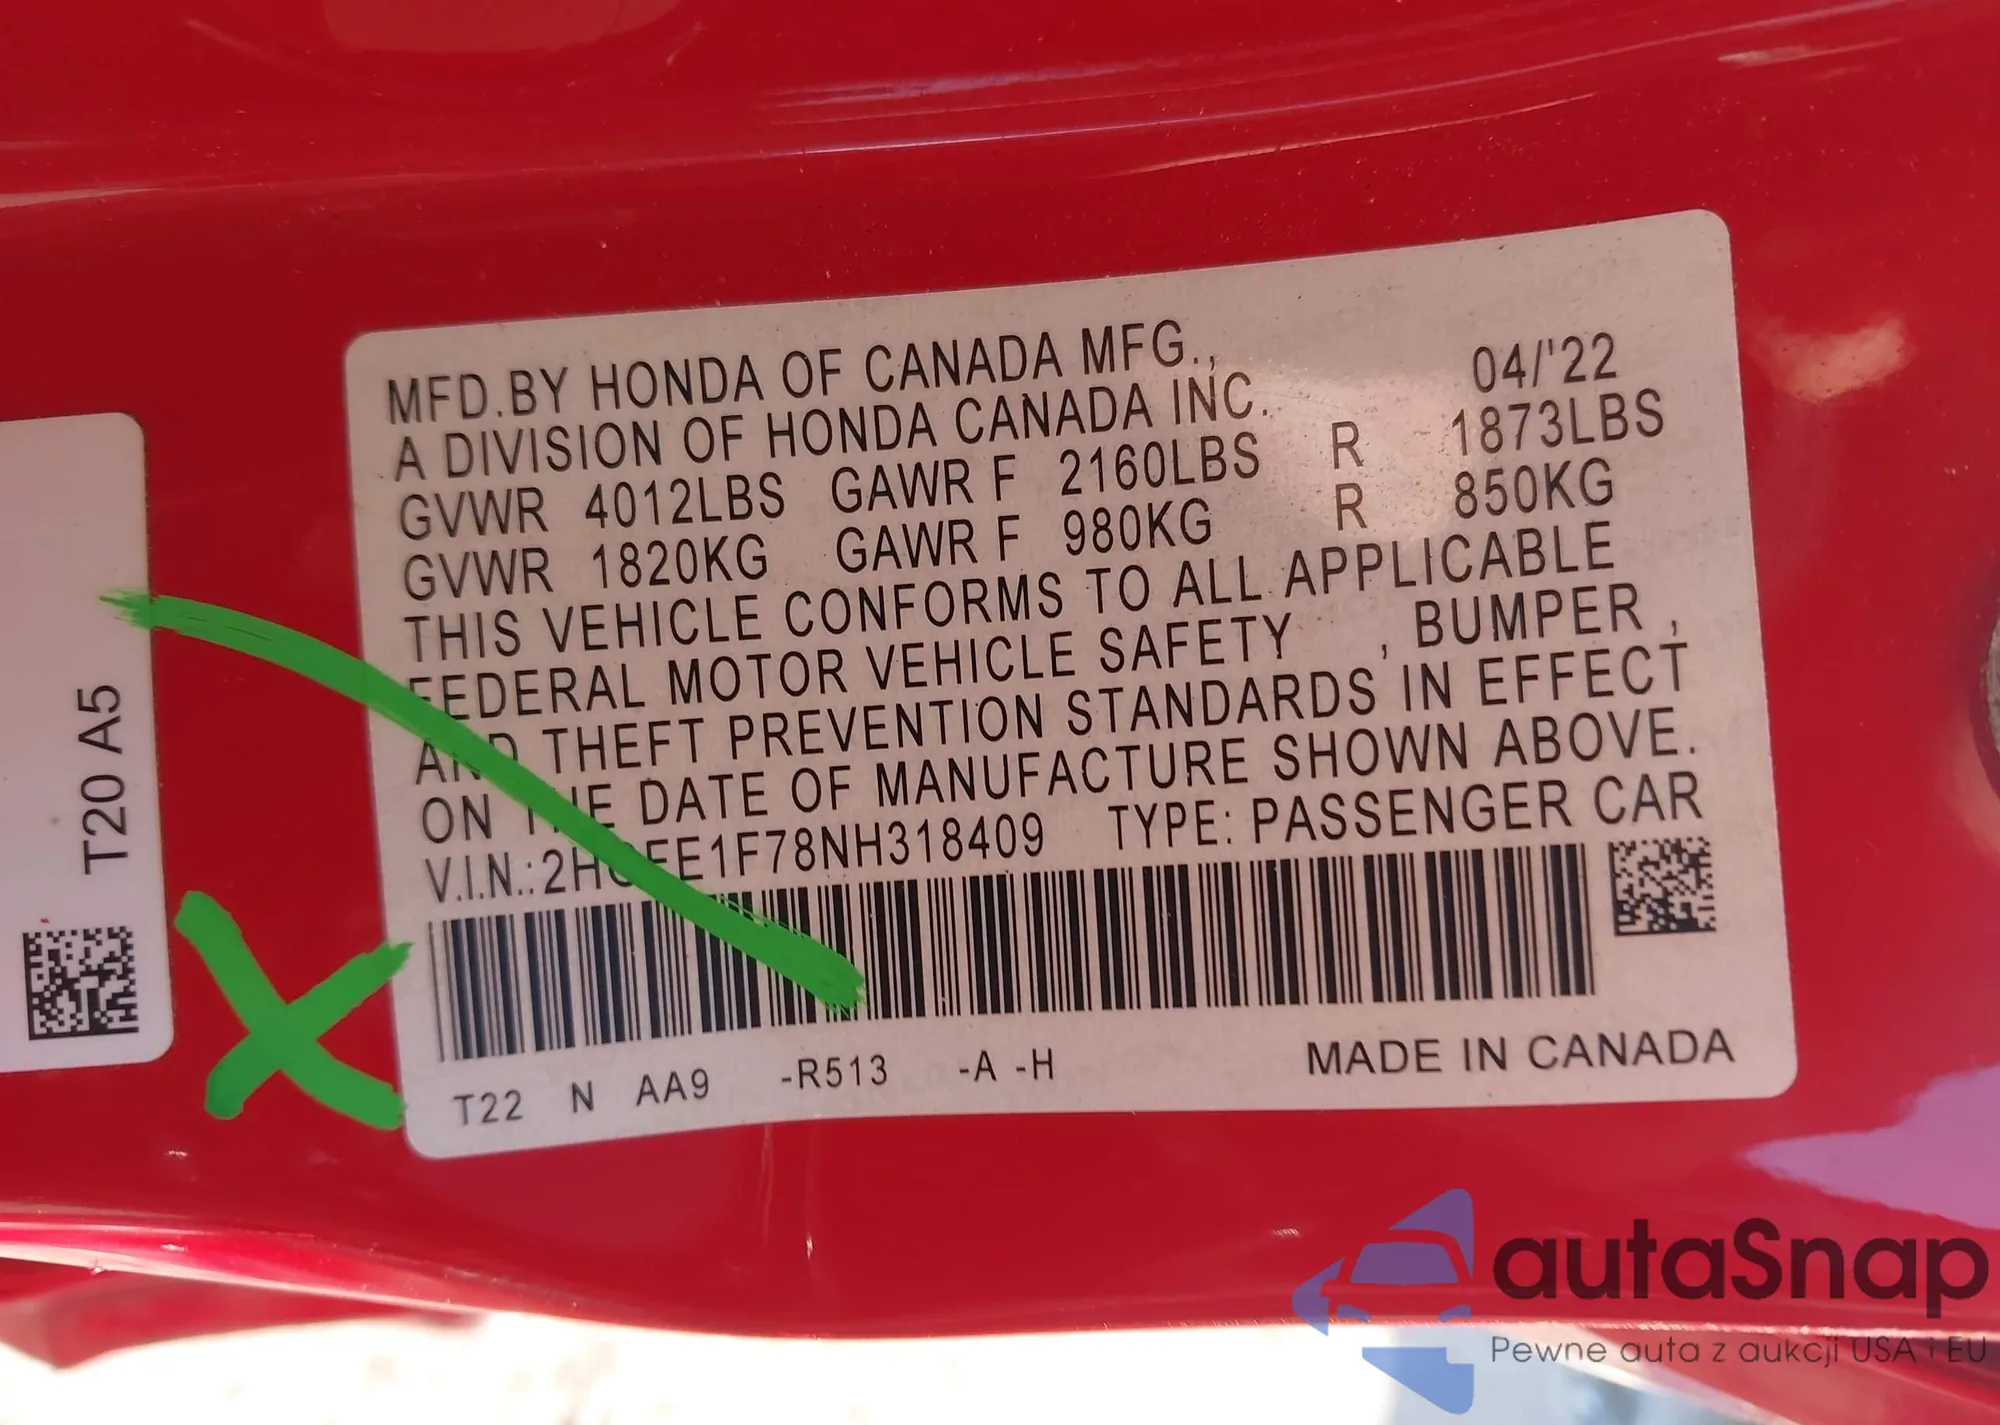 MFD.BY HONDA OF CANADA MFG., 04/'22
A DIVISION OF HONDA CANADA INC.
GVWR 4012LBS GAWR F 2160LBS R 1873LBS
GVWR 1820KG GAWR F 980KG R 850KG
THIS VEHICLE CONFORMS TO ALL APPLICABLE
FEDERAL MOTOR VEHICLE SAFETY , BUMPER ,
AND THEFT PREVENTION STANDARDS IN EFFECT
ON THE DATE OF MANUFACTURE SHOWN ABOVE.
V.I.N.: TYPE: PASSENGER CAR
T22 N AA9 -R513 -A -H MADE IN CANADA
T20 A5
autaSnap
Pewne auta z aukcji USA i EU